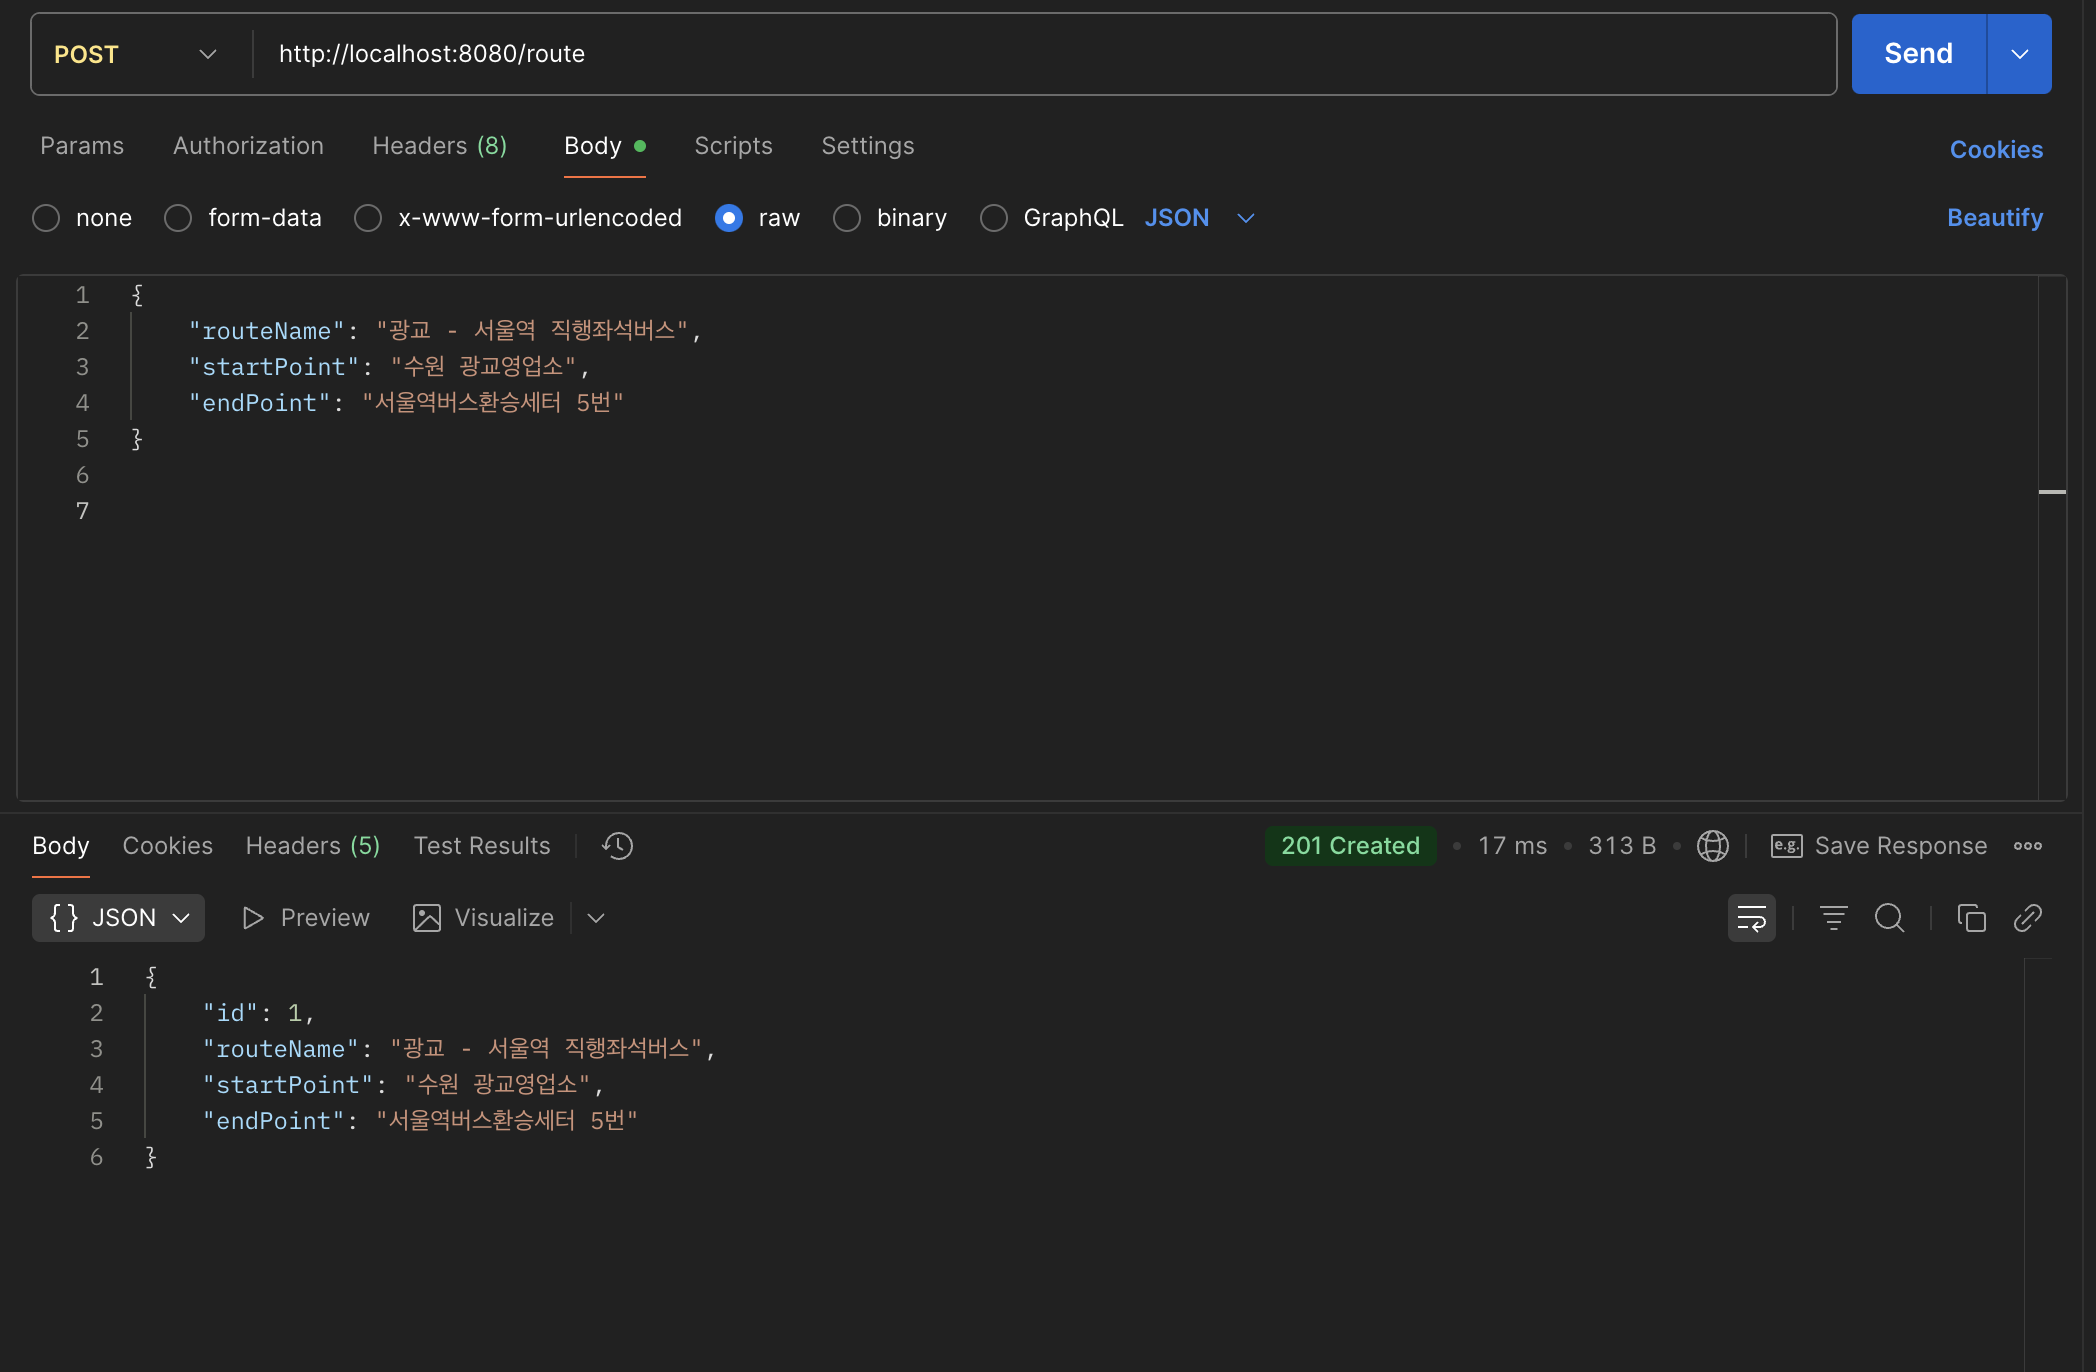 POST http://localhost:8080/route Send
Params Authorization Headers (8) Body Scripts Settings Cookies
none form-data x-www-form-urlencoded raw binary GraphQL JSON Beautify
1 {
2 "routeName": "광교 - 서울역 직행좌석버스",
3 "startPoint": "수원 광교영업소",
4 "endPoint": "서울역버스환승세터 5번"
5 }
6
7
Body Cookies Headers (5) Test Results 201 Created • 17 ms • 313 B • e.g. Save Response
{} JSON Preview Visualize
1 {
2 "id": 1,
3 "routeName": "광교 - 서울역 직행좌석버스",
4 "startPoint": "수원 광교영업소",
5 "endPoint": "서울역버스환승세터 5번"
6 }